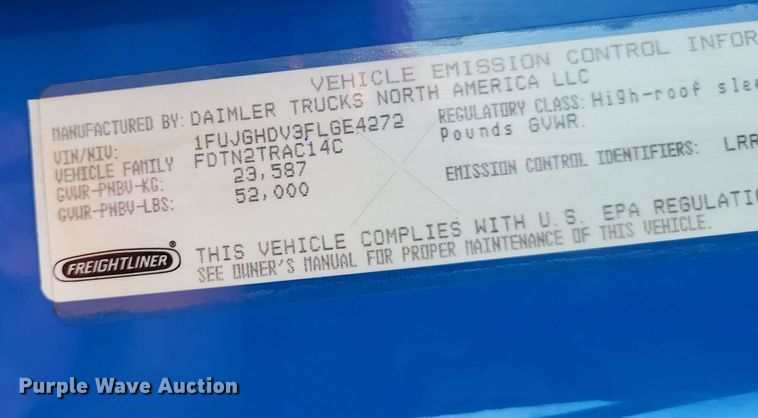 VEHICLE EMISSION CONTROL INFOR
MANUFACTURED BY: DAIMLER TRUCKS NORTH AMERICA LLC
VIN/NIV: 1FUJGHDV3FLGE4272
VEHICLE FAMILY FDTN2TRAC14C
GVWR-PNBV-KG: 23,587
GVWR-PNBV-LBS: 52,000
REGULATORY CLASS: High-roof slee
Pounds GVWR.
EMISSION CONTROL IDENTIFIERS: LRR
THIS VEHICLE COMPLIES WITH U.S. EPA REGULATI
SEE OWNER'S MANUAL FOR PROPER MAINTENANCE OF THIS VEHICLE.
FREIGHTLINER®
Purple Wave Auction